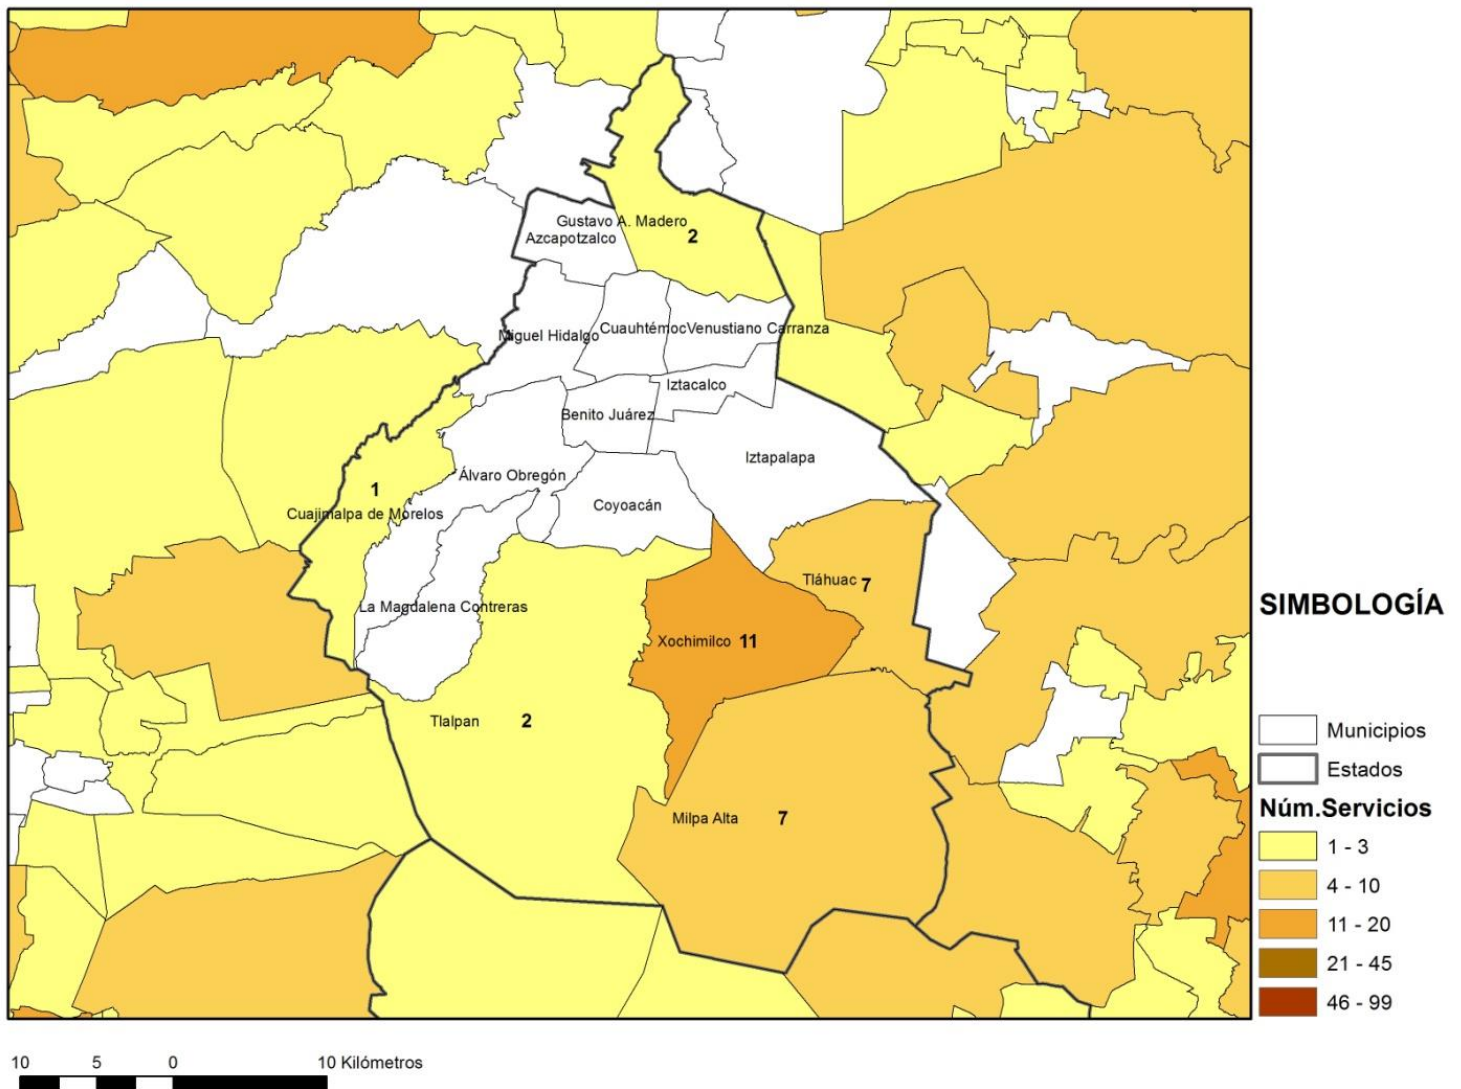 Gustavo A. Madero
2
Azcapotzalco
Miguel Hidalgo
Cuauhtémoc
Venustiano Carranza
Iztacalco
Benito Juárez
Iztapalapa
Álvaro Obregón
1
Coyoacán
Cuajimalpa de Morelos
Tláhuac 7
La Magdalena Contreras
Xochimilco 11
Tlalpan 2
Milpa Alta 7
SIMBOLOGÍA
Municipios
Estados
Núm.Servicios
1 - 3
4 - 10
11 - 20
21 - 45
46 - 99
10 5 0 10 Kilómetros